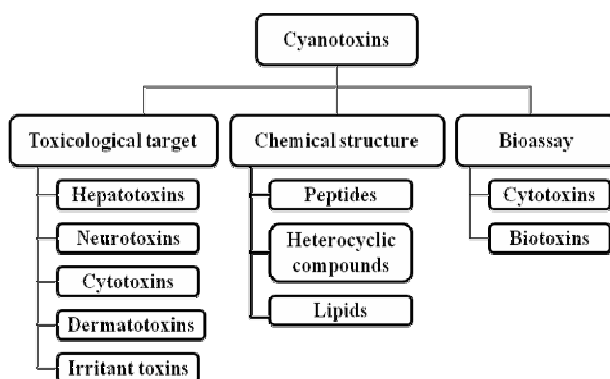 Cyanotoxins
Toxicological target
Hepatotoxins
Neurotoxins
Cytotoxins
Dermatotoxins
Irritant toxins
Chemical structure
Peptides
Heterocyclic
compounds
Lipids
Bioassay
Cytotoxins
Biotoxins